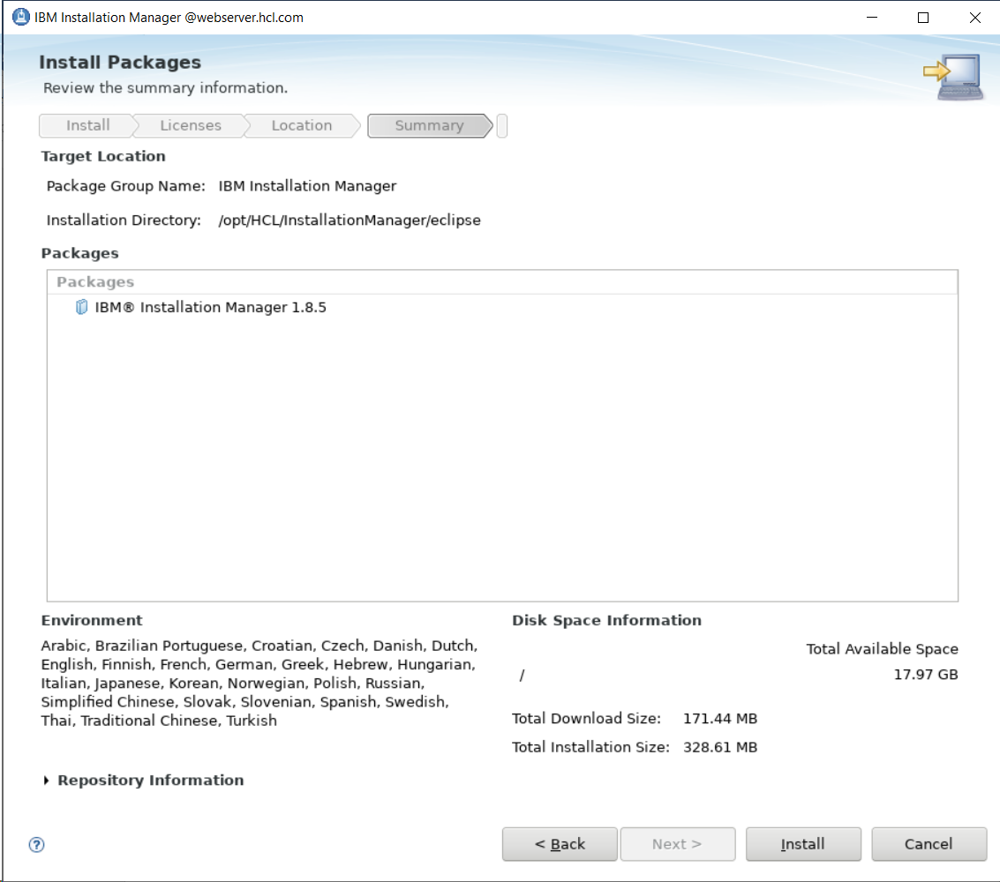 IBM Installation Manager @webserver.hcl.com
Install Packages
Review the summary information.
Install Licenses Location Summary
Target Location
Package Group Name: IBM Installation Manager
Installation Directory: /opt/HCL/InstallationManager/eclipse
Packages
Packages
IBM® Installation Manager 1.8.5
Environment
Arabic, Brazilian Portuguese, Croatian, Czech, Danish, Dutch,
English, Finnish, French, German, Greek, Hebrew, Hungarian,
Italian, Japanese, Korean, Norwegian, Polish, Russian,
Simplified Chinese, Slovak, Slovenian, Spanish, Swedish,
Thai, Traditional Chinese, Turkish
Disk Space Information
Total Available Space
/ 17.97 GB
Total Download Size: 171.44 MB
Total Installation Size: 328.61 MB
Repository Information
? < Back Next > Install Cancel